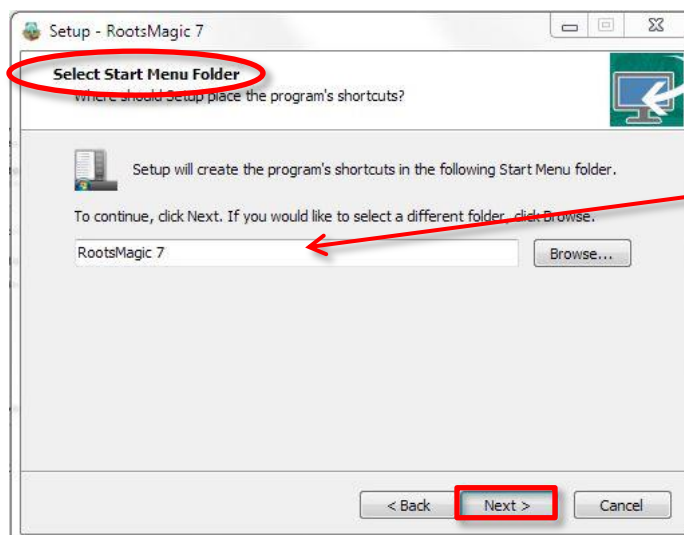 Setup - RootsMagic 7
Select Start Menu Folder
Where should Setup place the program's shortcuts?
Setup will create the program's shortcuts in the following Start Menu folder.
To continue, click Next. If you would like to select a different folder, click Browse.
RootsMagic 7
Browse...
< Back
Next >
Cancel